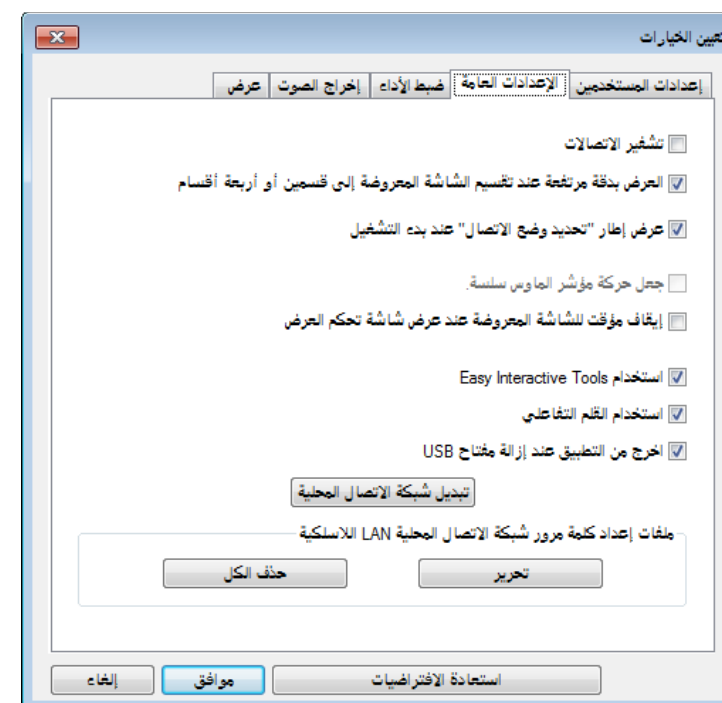 تعيين الخيارات
إعدادات المستخدمين الإعدادات العامة ضبط الأداء إخراج الصوت عرض
تشفير الاتصالات
العرض بدقة مرتفعة عند تقسيم الشاشة المعروضة إلى قسمين أو أربعة أقسام
عرض إطار "تحديد وضع الاتصال" عند بدء التشغيل
جعل حركة مؤشر الماوس سلسة.
إيقاف مؤقت للشاشة المعروضة عند عرض شاشة تحكم العرض
استخدام Easy Interactive Tools
استخدام القلم التفاعلي
اخرج من التطبيق عند إزالة مفتاح USB
تبديل شبكة الاتصال المحلية
ملفات إعداد كلمة مرور شبكة الاتصال المحلية LAN اللاسلكية
تحرير حذف الكل
استعادة الافتراضيات موافق إلغاء